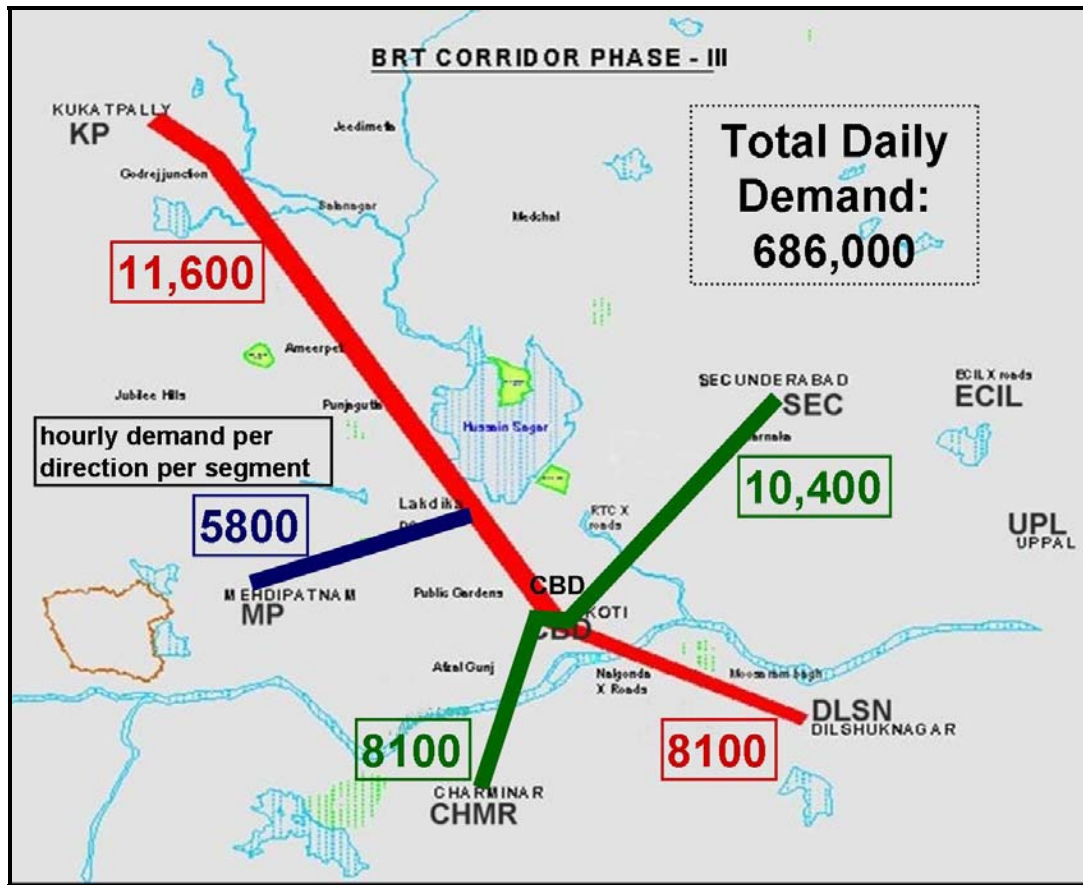 BRT CORRIDOR PHASE - III
KUKATPALLY
KP
Jeedimetla
Total Daily
Demand:
686,000
Godrejjunction
Balanagar
Medchal
11,600
Ameerpet
SECUNDERABAD
SEC
ECIL X roads
ECIL
Jubilee Hills
Punjagutta
Hussain Sagar
hourly demand per
direction per segment
10,400
5800
Lakdika
RTC X
roads
UPL
UPPAL
MEHDIPATNAM
MP
Public Gardens
CBD
KOTI
CBD
Afzal Gunj
Nalgonda
X Roads
Moosarambagh
DLSN
DILSHUKNAGAR
8100
8100
CHARMINAR
CHMR